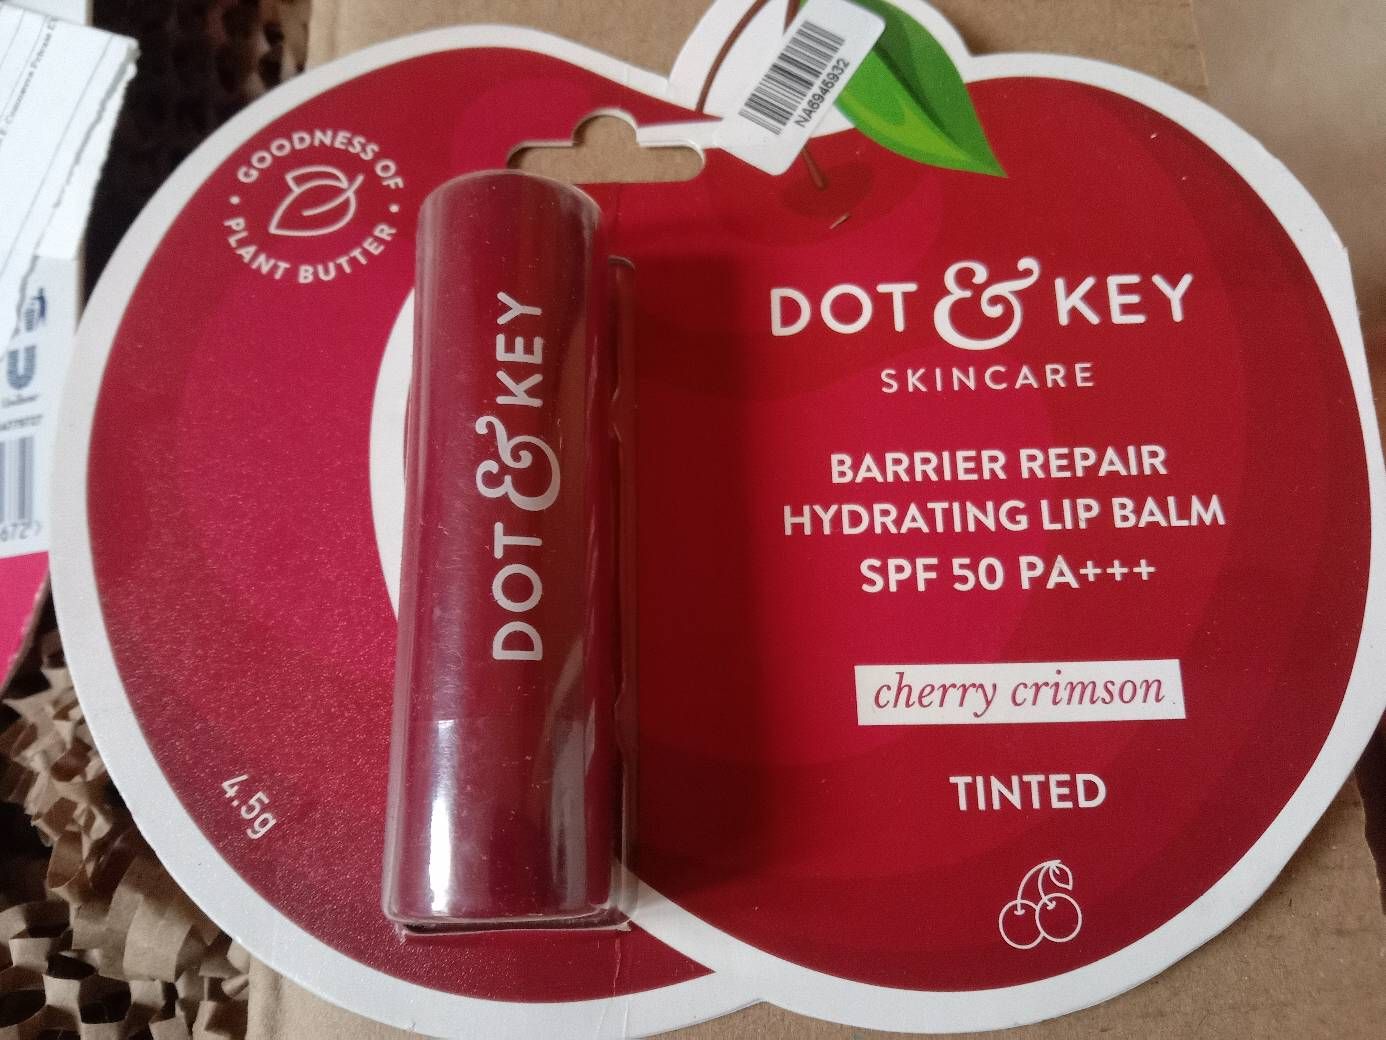 GOODNESS OF
PLANT BUTTER
NA6946932
DOT & KEY
DOT & KEY
SKINCARE
BARRIER REPAIR
HYDRATING LIP BALM
SPF 50 PA+++
cherry crimson
TINTED
4.5g